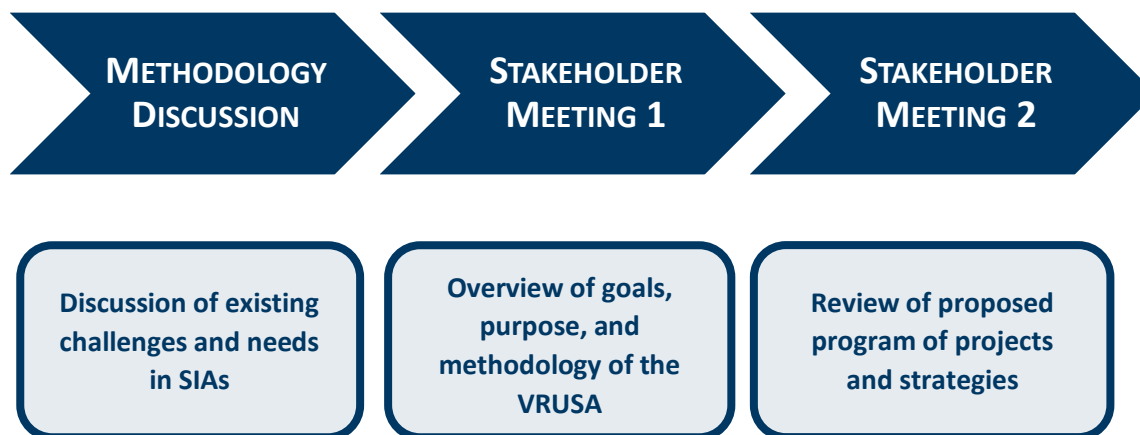 METHODOLOGY
DISCUSSION
STAKEHOLDER
MEETING 1
STAKEHOLDER
MEETING 2
Discussion of existing
challenges and needs
in SIAs
Overview of goals,
purpose, and
methodology of the
VRUSA
Review of proposed
program of projects
and strategies